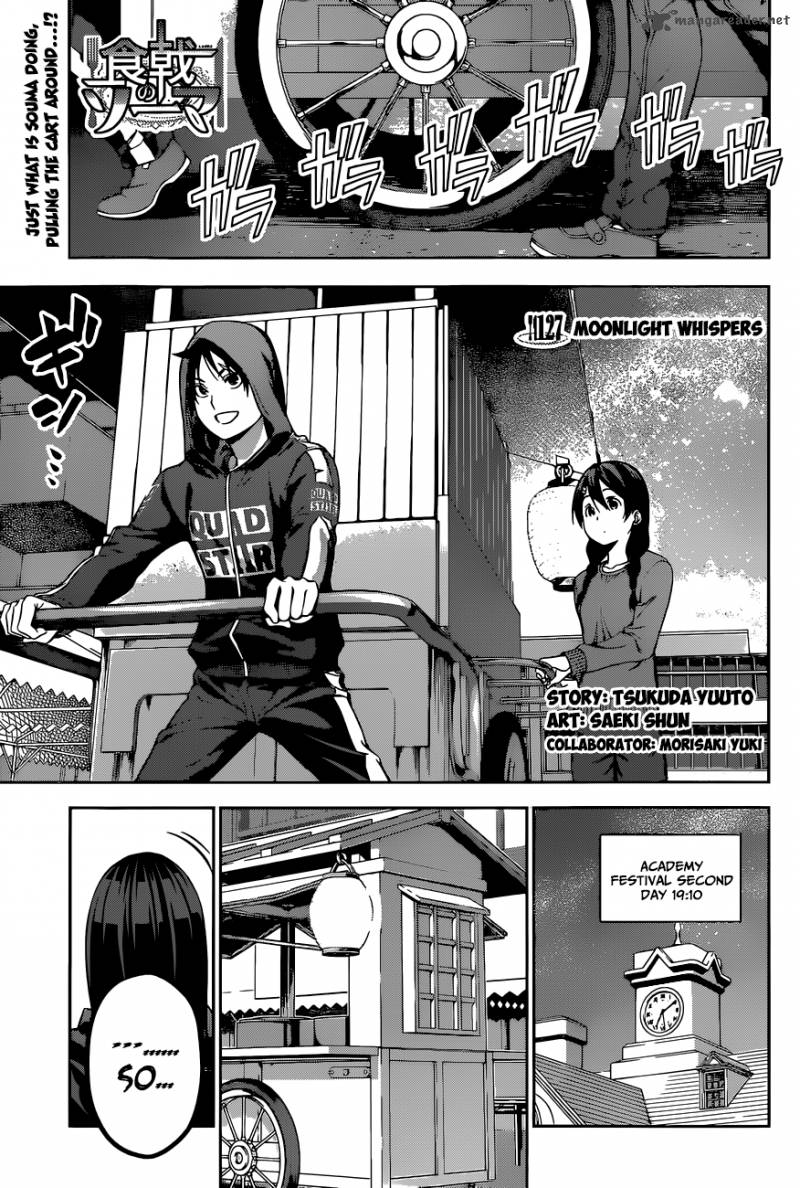 mangareader.net
JUST WHAT IS SOUMA DOING,
PULLING THE CART AROUND...!?
食戟の
ソーマ
ガラ
ガラ
ガラ
ガラ
ガラ
ガラ
#127 MOONLIGHT WHISPERS
ギシ…
QUAD
STAR
QUAD
STAR
STORY: TSUKUDA YUUTO
ART: SAEKI SHUN
COLLABORATOR: MORISAKI YUKI
ACADEMY
FESTIVAL SECOND
DAY 19:10
---......
SO...